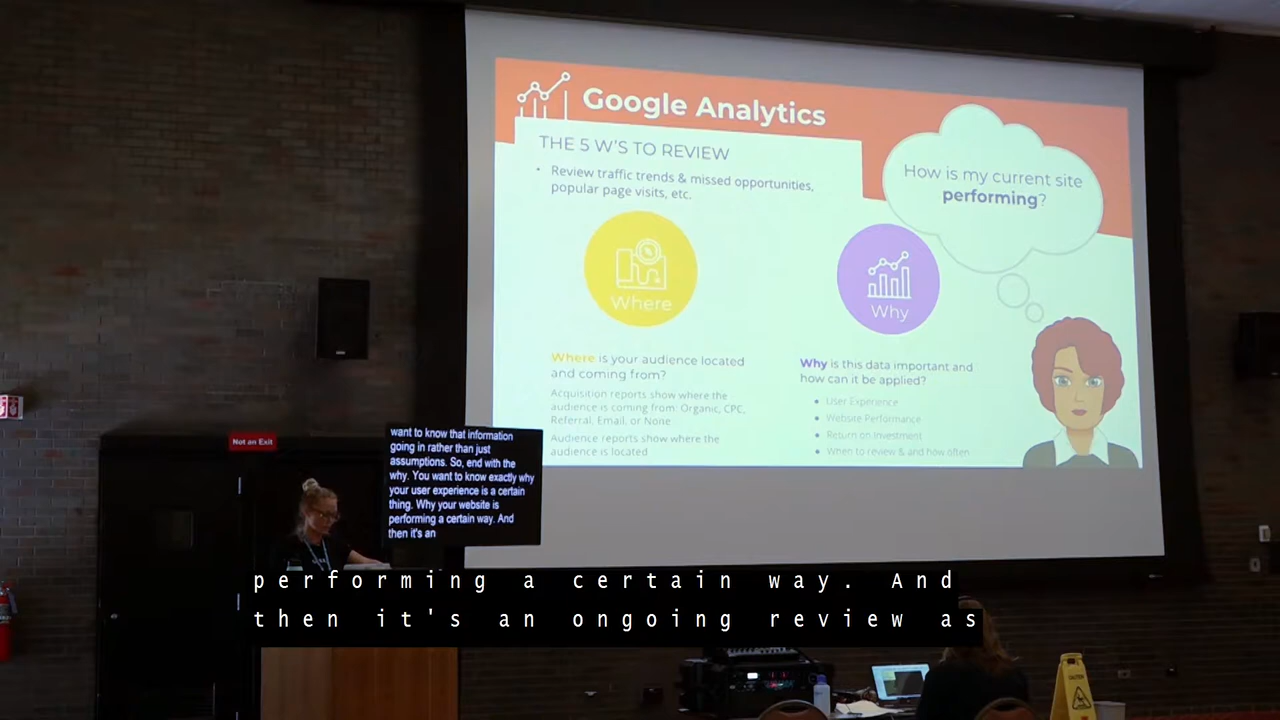 Google Analytics
THE 5 W'S TO REVIEW
• Review traffic trends & missed opportunities,
popular page visits, etc.
How is my current site
performing?
Where
Why
Where is your audience located
and coming from?
Acquisition reports show where the
audience is coming from: Organic, CPC,
Referral, Email, or None
Audience reports show where the
audience is located
Why is this data important and
how can it be applied?
• User Experience
• Website Performance
• Return on Investment
• When to review & and how often
Not an Exit
want to know that information
going in rather than just
assumptions. So, end with the
why. You want to know exactly why
your user experience is a certain
thing. Why your website is
performing a certain way. And
then it's an
performing a certain way. And
then it's an ongoing review as
CAUTION